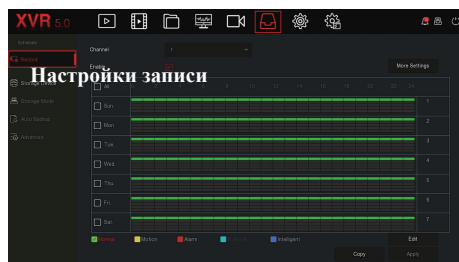 XVR 5.0
Schedule
Channel 1
Record
Enable
More Settings
Настройки записи
Storage Device
All 0 2 4 6 8 10 12 14 16 18 20 22 24
Storage Mode
Sun. 1
Auto Backup
Mon. 2
Advanced
Tue. 3
Wed. 4
Thu. 5
Fri. 6
Sat. 7
Normal Motion Alarm Intelligent Edit
Copy Apply